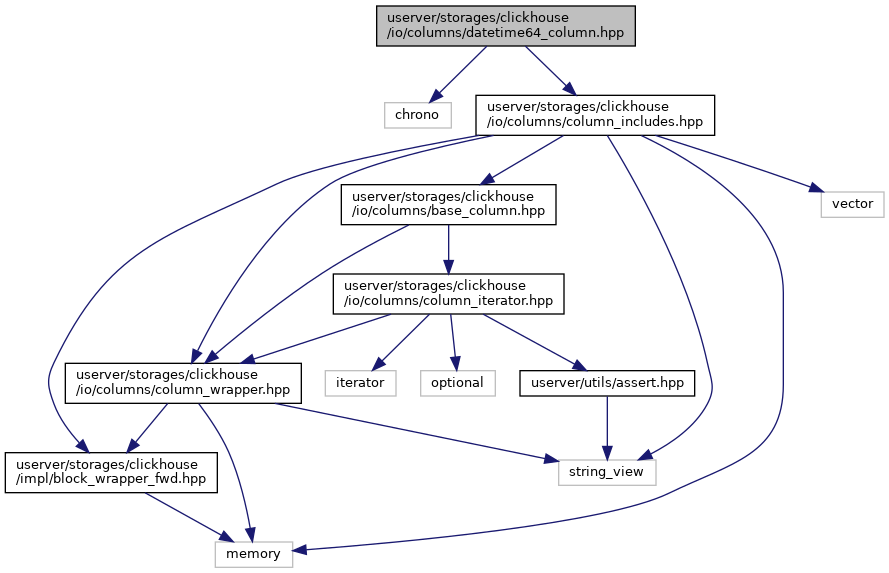 userver/storages/clickhouse
/io/columns/datetime64_column.hpp
chrono
userver/storages/clickhouse
/io/columns/column_includes.hpp
userver/storages/clickhouse
/io/columns/base_column.hpp
vector
userver/storages/clickhouse
/io/columns/column_iterator.hpp
userver/storages/clickhouse
/io/columns/column_wrapper.hpp
iterator
optional
userver/utils/assert.hpp
userver/storages/clickhouse
/impl/block_wrapper_fwd.hpp
string_view
memory